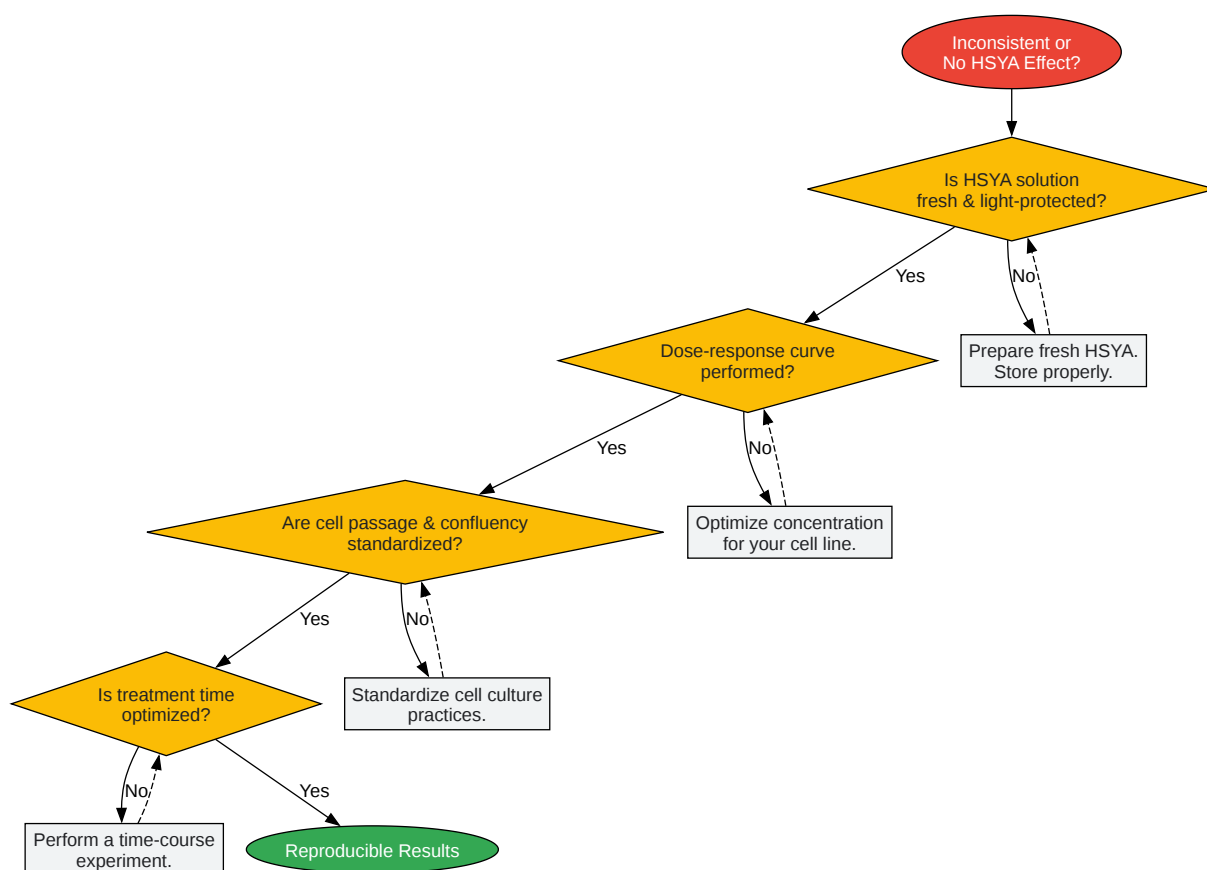 Inconsistent or
No HSYA Effect?
Is HSYA solution
fresh & light-protected?
Yes
No
Dose-response curve
performed?
Prepare fresh HSYA.
Store properly.
Yes
No
Are cell passage & confluency
standardized?
Optimize concentration
for your cell line.
Yes
No
Is treatment time
optimized?
Standardize cell culture
practices.
No
Yes
Perform a time-course
experiment.
Reproducible Results